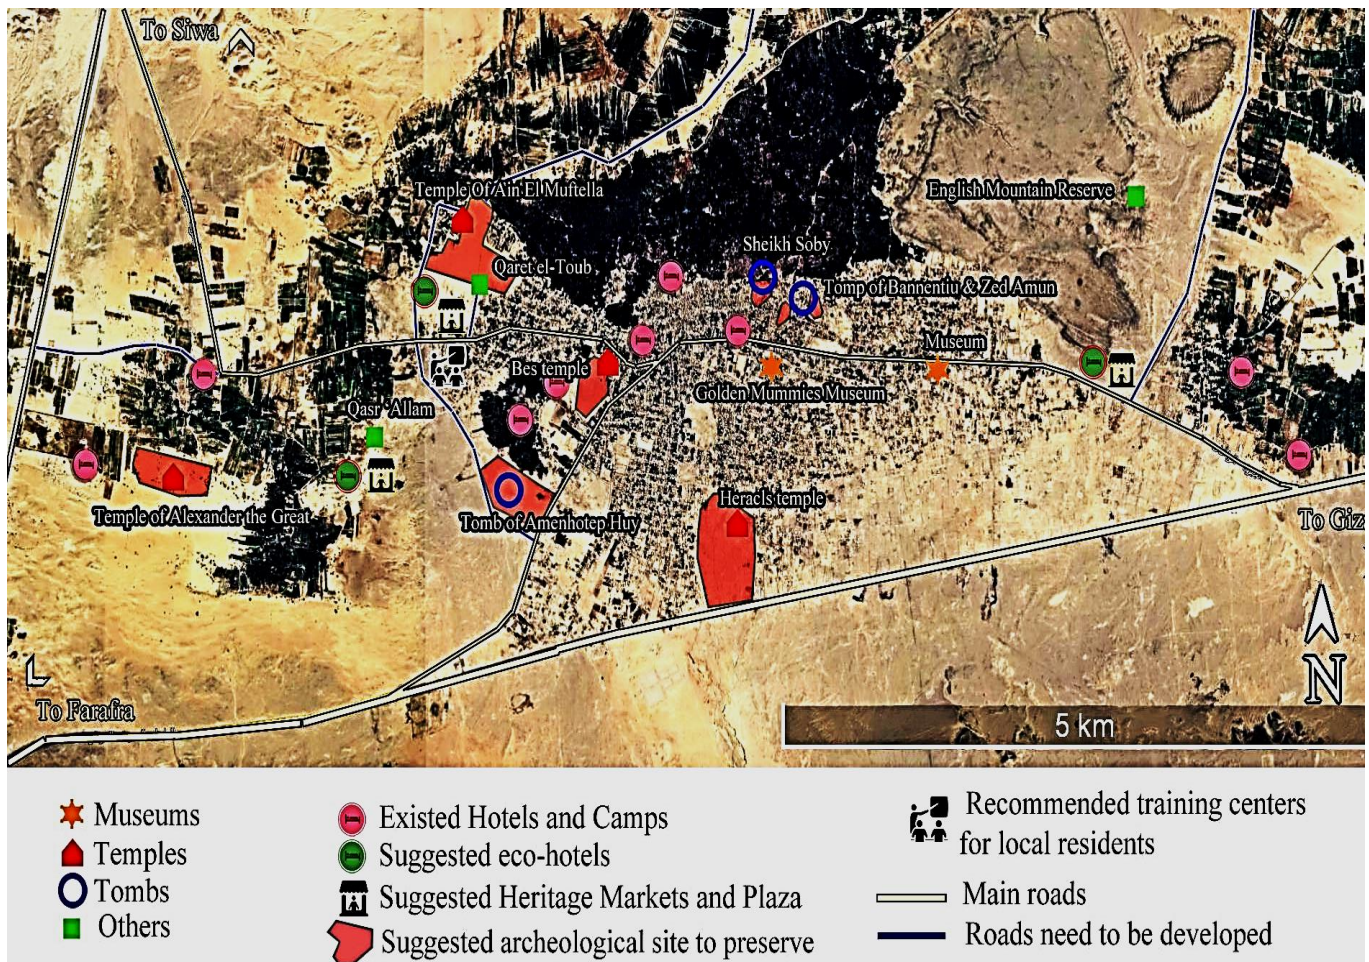 To Siwa
Temple Of Ain El Muftella
English Mountain Reserve
Sheikh Soby
Qaret el-Toub
Tomp of Bannentiu & Zed Amun
Museum
Bes temple
Golden Mummies Museum
Qasr 'Allam
Heracls temple
Temple of Alexander the Great
Tomb of Amenhotep Huy
To Giz
To Farafra
N
5 km
Museums
Temples
Tombs
Others
Existed Hotels and Camps
Suggested eco-hotels
Suggested Heritage Markets and Plaza
Suggested archeological site to preserve
Recommended training centers
for local residents
Main roads
Roads need to be developed